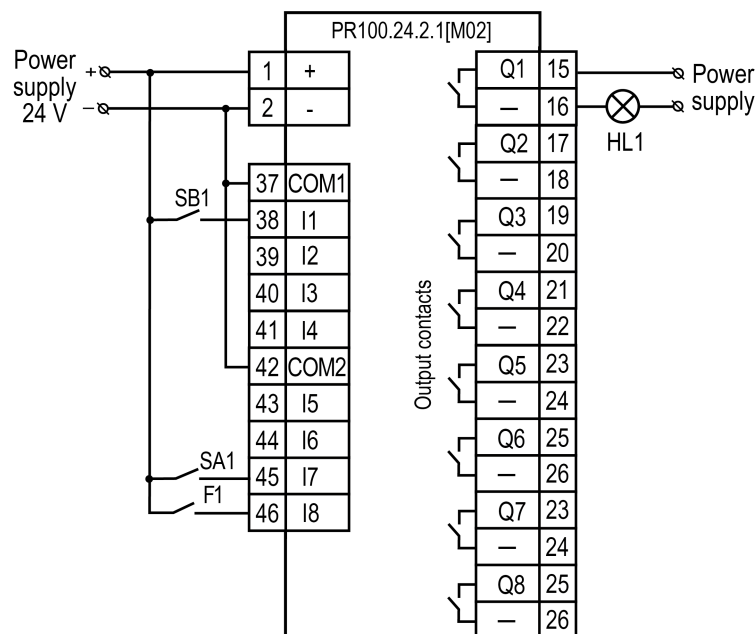 PR100.24.2.1[M02]
Power
supply
24 V
+
–
1 +
2 -
37 COM1
SB1
38 I1
39 I2
40 I3
41 I4
42 COM2
43 I5
44 I6
SA1
45 I7
F1
46 I8
Output contacts
Q1 15
— 16
Q2 17
— 18
Q3 19
— 20
Q4 21
— 22
Q5 23
— 24
Q6 25
— 26
Q7 23
— 24
Q8 25
— 26
Power
supply
HL1